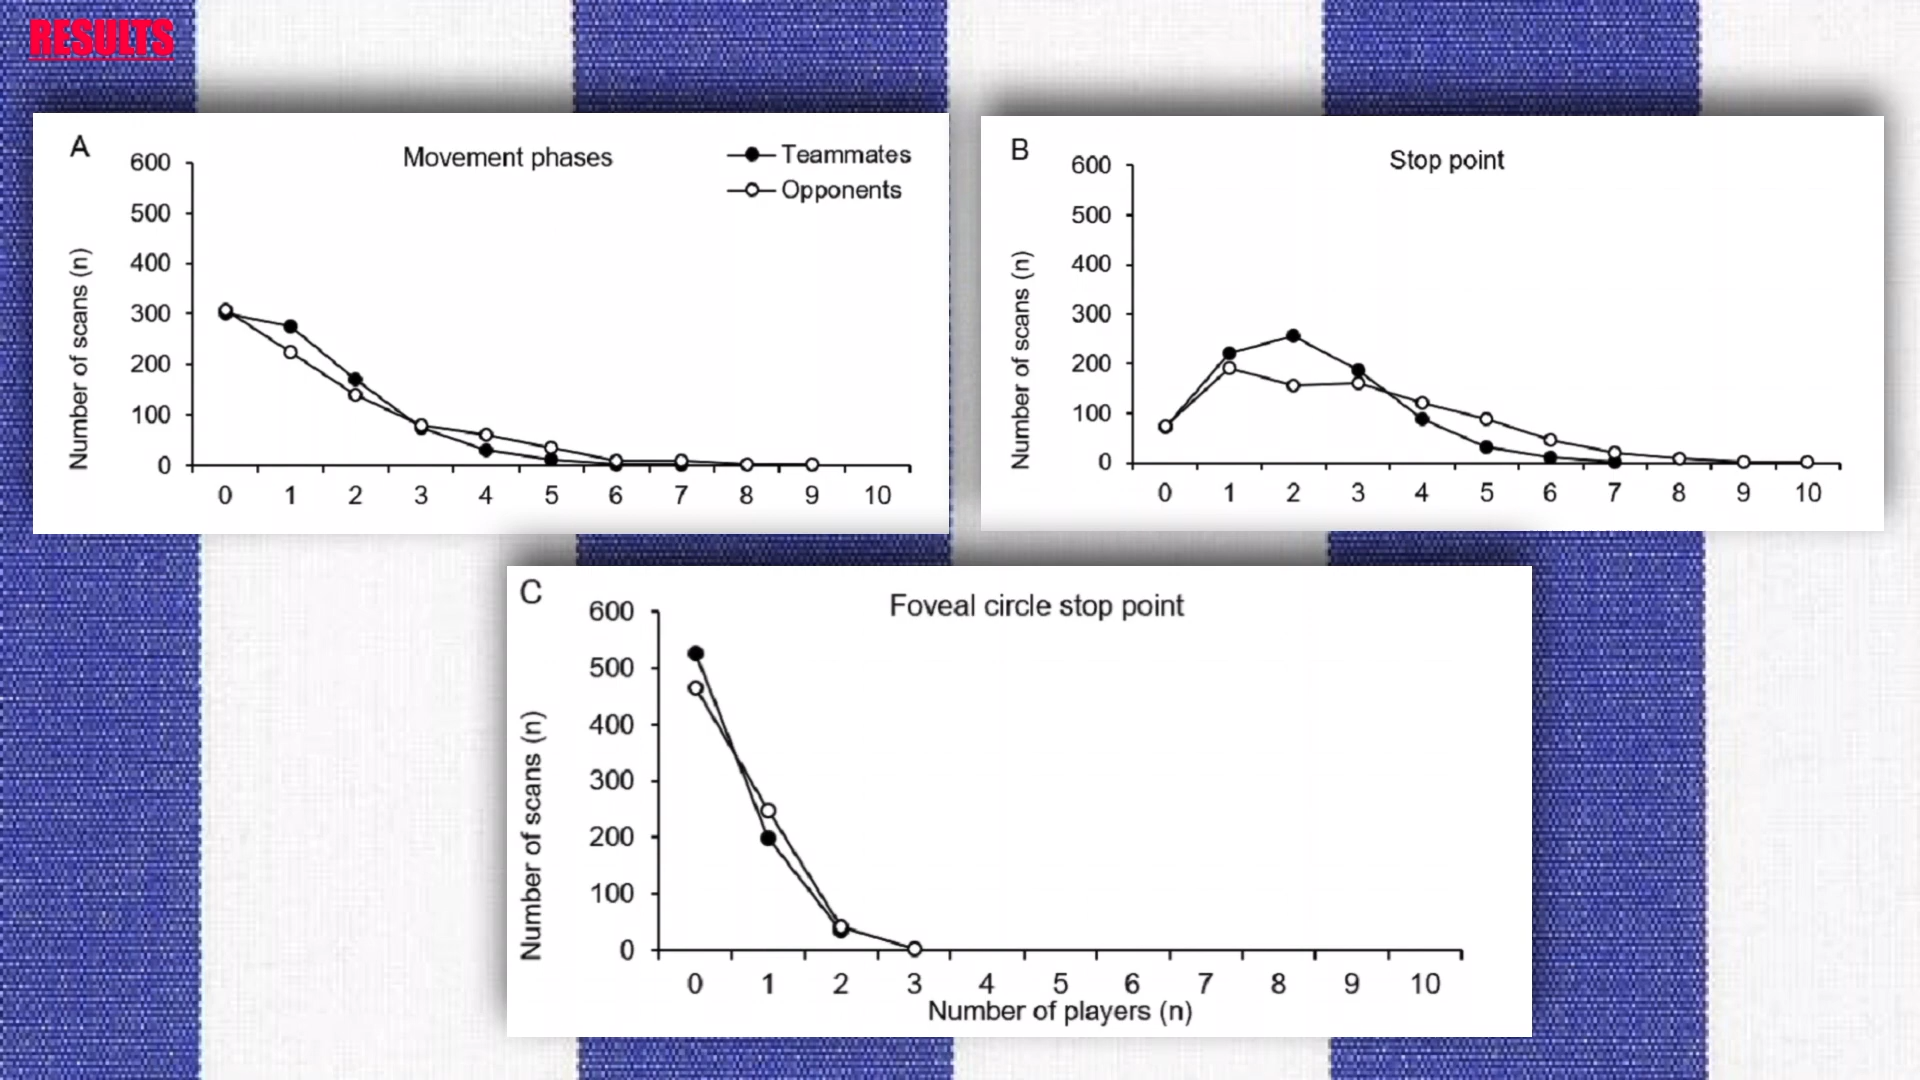 RESULTS
A
Movement phases
Teammates
Opponents
Number of scans (n)
600
500
400
300
200
100
0
0 1 2 3 4 5 6 7 8 9 10
B
Stop point
Number of scans (n)
600
500
400
300
200
100
0
0 1 2 3 4 5 6 7 8 9 10
C
Foveal circle stop point
Number of scans (n)
600
500
400
300
200
100
0
0 1 2 3 4 5 6 7 8 9 10
Number of players (n)